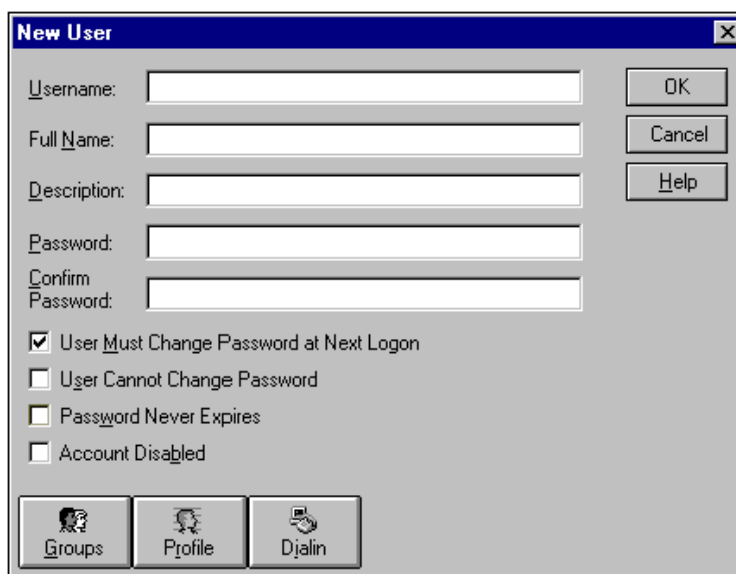 New User
Username:
OK
Full Name:
Cancel
Description:
Help
Password:
Confirm
Password:
User Must Change Password at Next Logon
User Cannot Change Password
Password Never Expires
Account Disabled
Groups
Profile
Dialin